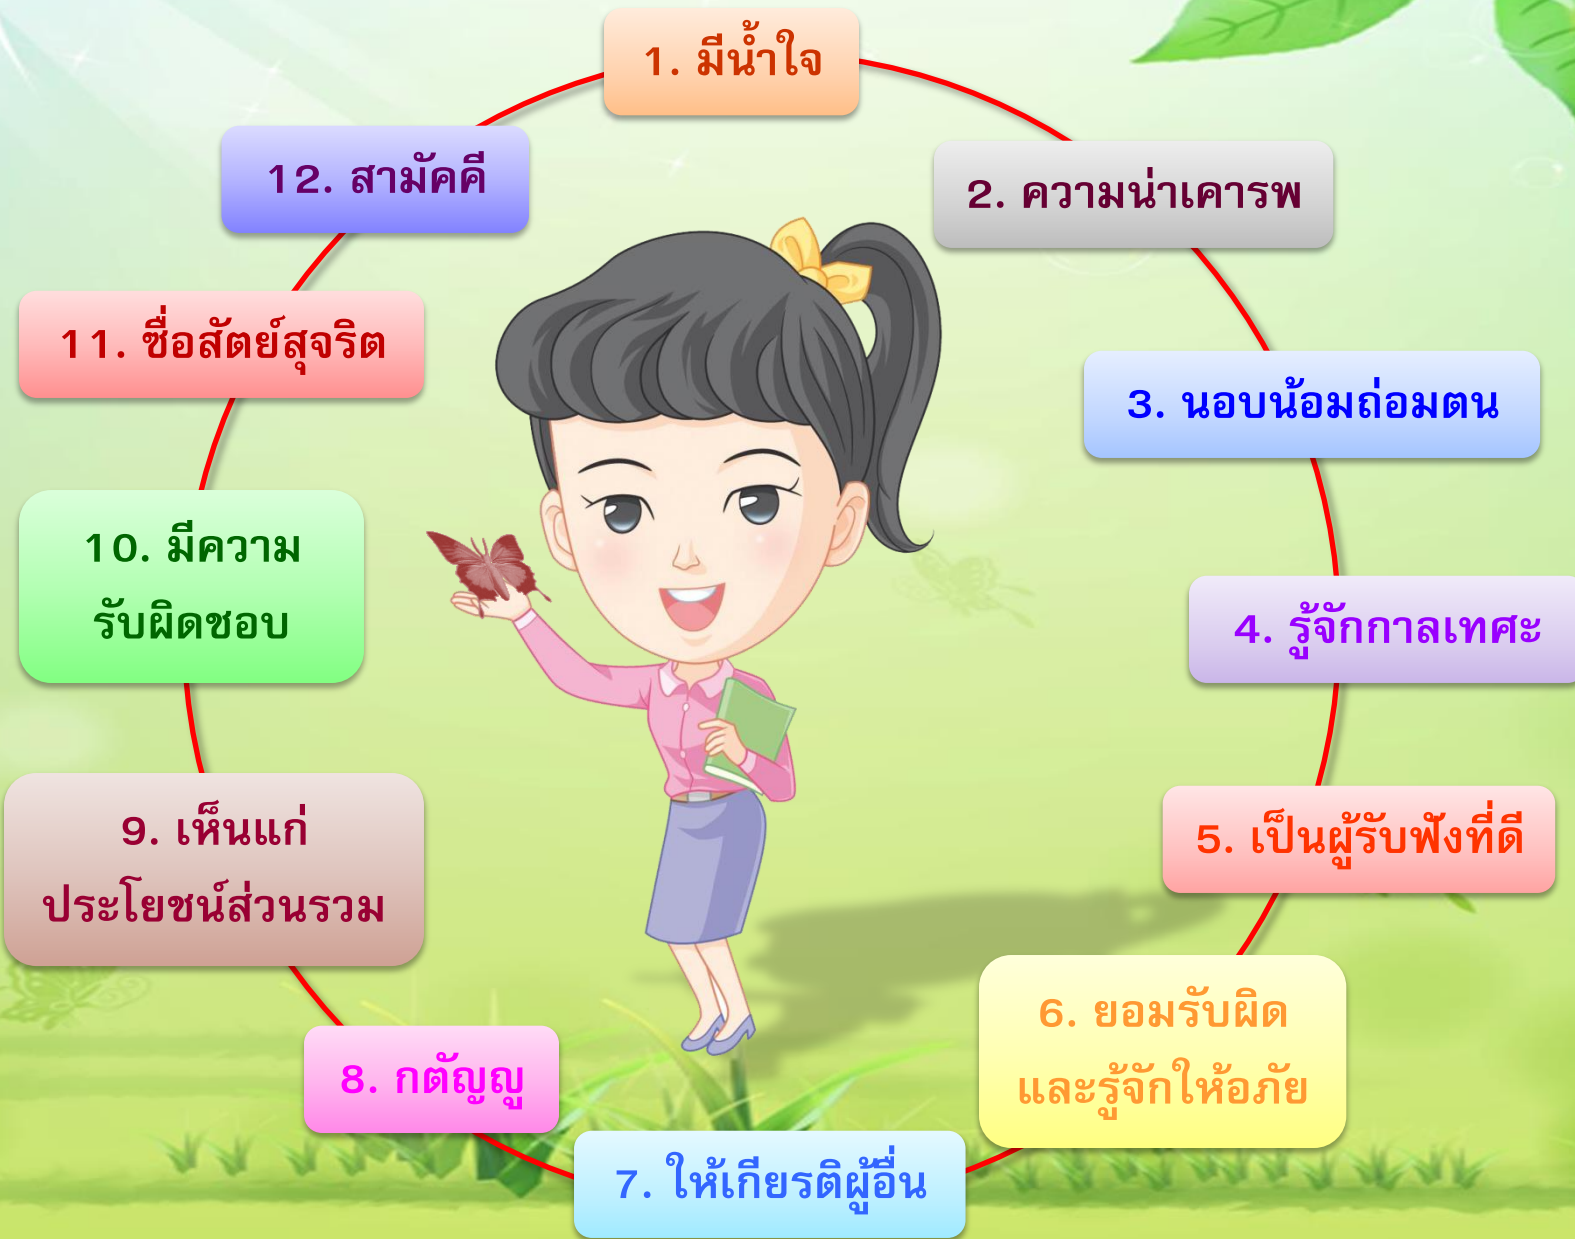 1. มีน้ำใจ
2. ความน่าเคารพ
3. นอบน้อมถ่อมตน
4. รู้จักกาลเทศะ
5. เป็นผู้รับฟังที่ดี
6. ยอมรับผิด
และรู้จักให้อภัย
7. ให้เกียรติผู้อื่น
8. กตัญญู
9. เห็นแก่
ประโยชน์ส่วนรวม
10. มีความ
รับผิดชอบ
11. ซื่อสัตย์สุจริต
12. สามัคคี